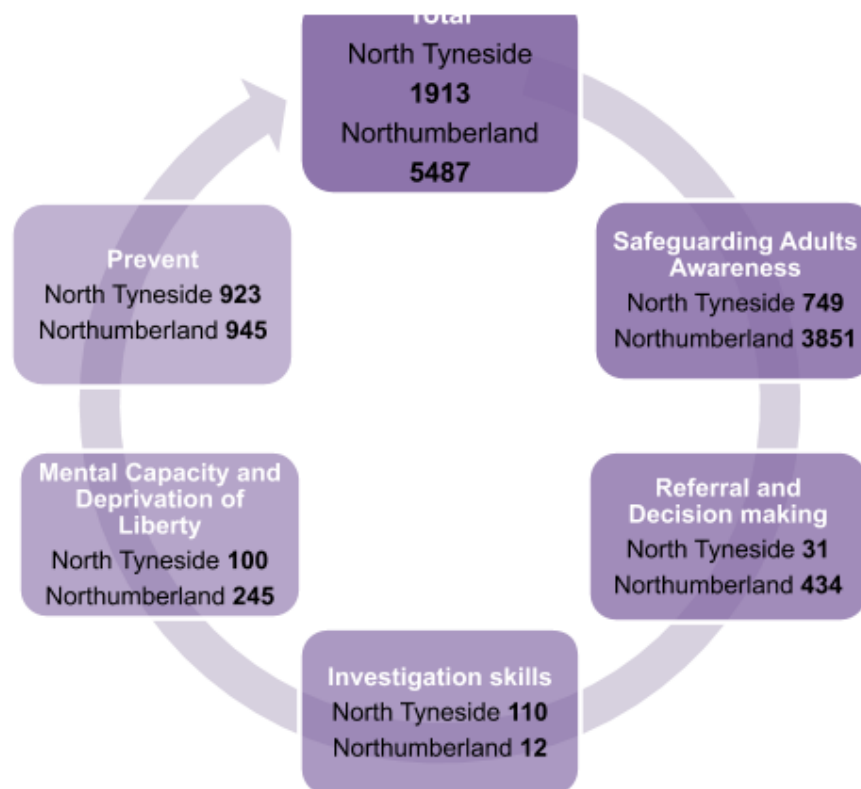 Total
North Tyneside
1913
Northumberland
5487
Safeguarding Adults
Awareness
North Tyneside 749
Northumberland 3851
Referral and
Decision making
North Tyneside 31
Northumberland 434
Investigation skills
North Tyneside 110
Northumberland 12
Mental Capacity and
Deprivation of
Liberty
North Tyneside 100
Northumberland 245
Prevent
North Tyneside 923
Northumberland 945